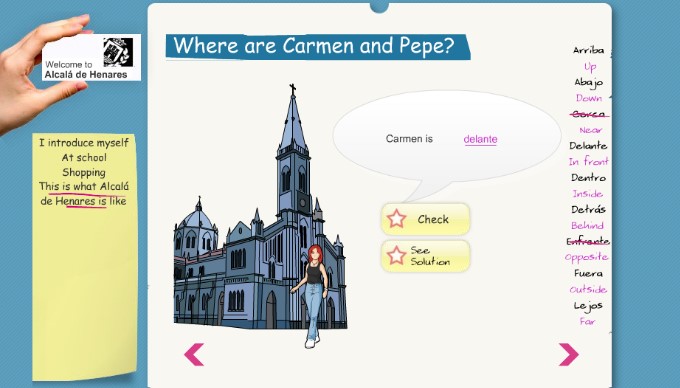 Welcome to
Alcalá de Henares
I introduce myself
At school
Shopping
This is what Alcalá
de Henares is like
Where are Carmen and Pepe?
Carmen is delante
Check
See
Solution
Arriba
Up
Abajo
Down
Cerca
Near
Delante
In front
Dentro
Inside
Detrás
Behind
Enfrente
Opposite
Fuera
Outside
Lejos
Far